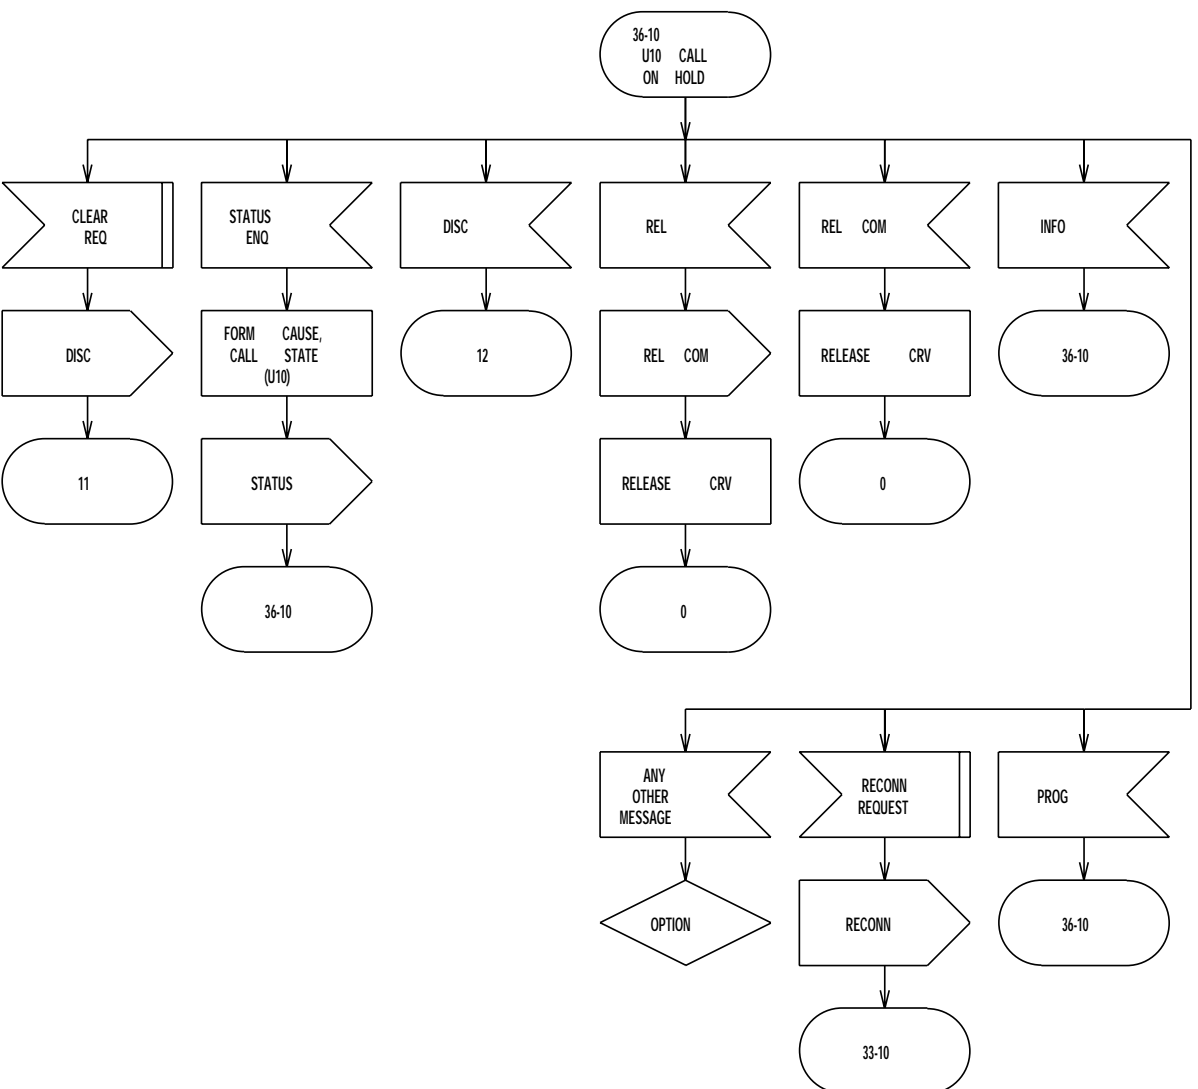 36-10
U10 CALL
ON HOLD
CLEAR
REQ
STATUS
ENQ
DISC
REL
REL COM
INFO
DISC
FORM CAUSE,
CALL STATE
(U10)
12
REL COM
RELEASE CRV
36-10
11
STATUS
RELEASE CRV
0
36-10
0
ANY
OTHER
MESSAGE
RECONN
REQUEST
PROG
OPTION
RECONN
36-10
33-10